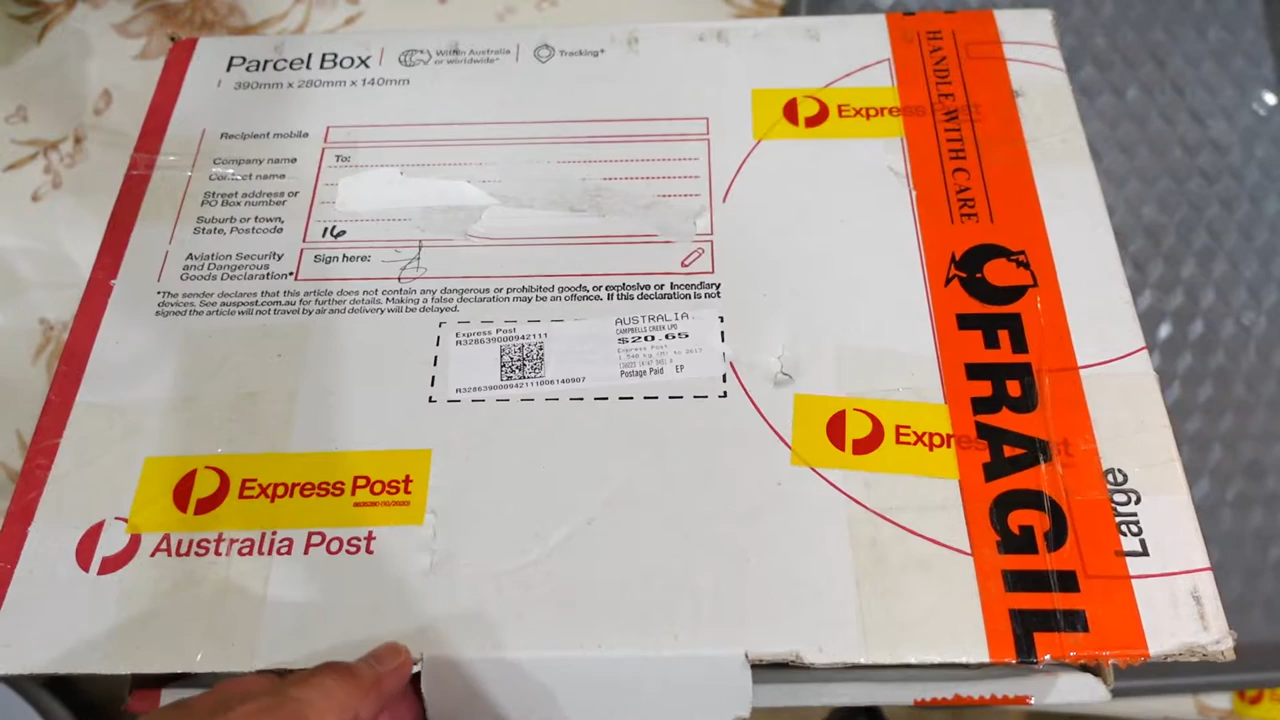 Parcel Box
Within Australia
or worldwide*
Tracking+
390mm x 280mm x 140mm
Recipient mobile
Company name
To:
Contact name
Street address or
PO Box number
Suburb or town,
State, Postcode
16
Aviation Security
and Dangerous
Goods Declaration*
Sign here:
*The sender declares that this article does not contain any dangerous or prohibited goods, or explosive or Incendiary
devices. See auspost.com.au for further details. Making a false declaration may be an offence. If this declaration is not
signed the article will not travel by air and delivery will be delayed.
Express Post
R328639000942111
R328639000942111006140907
AUSTRALIA.
CAMPBELLS CREEK LPO
$20.65
Express Post
Postage Paid EP
Express Post
Australia Post
Express Post
Express Post
HANDLE WITH CARE
FRAGIL
Large